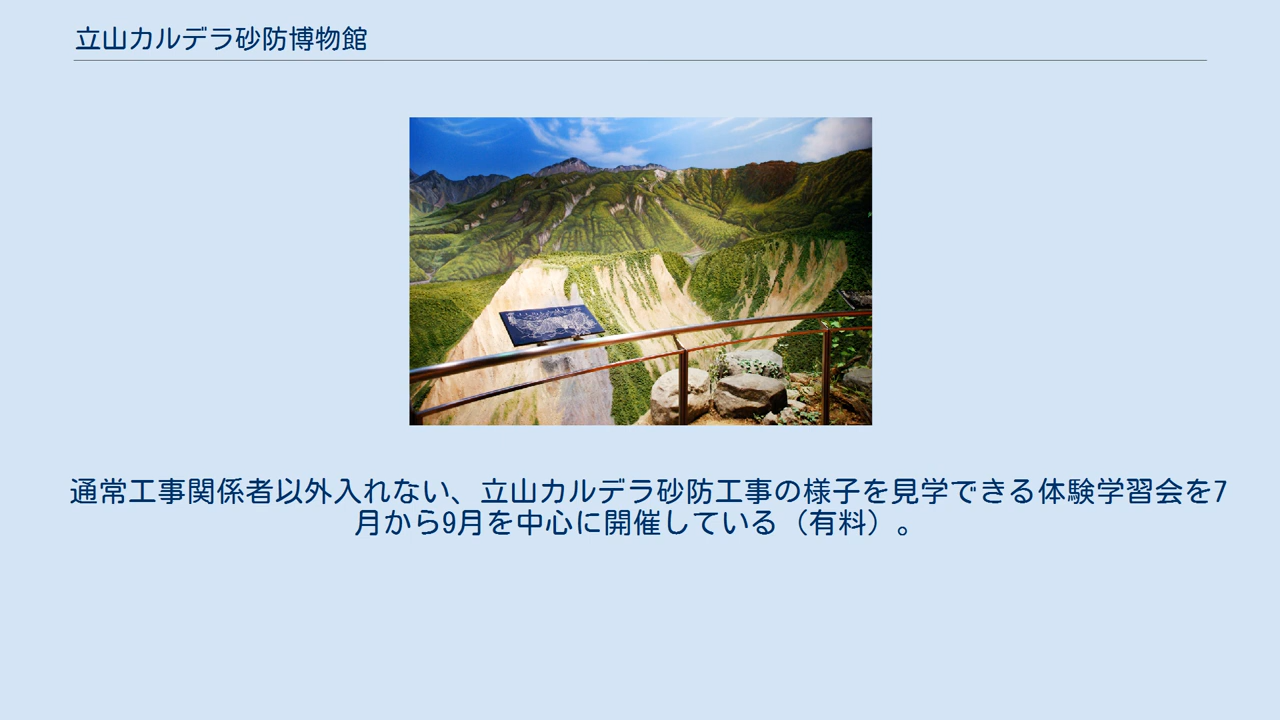 立山カルデラ砂防博物館
通常工事関係者以外入れない、立山カルデラ砂防工事の様子を見学できる体験学習会を7
月から9月を中心に開催している（有料）。